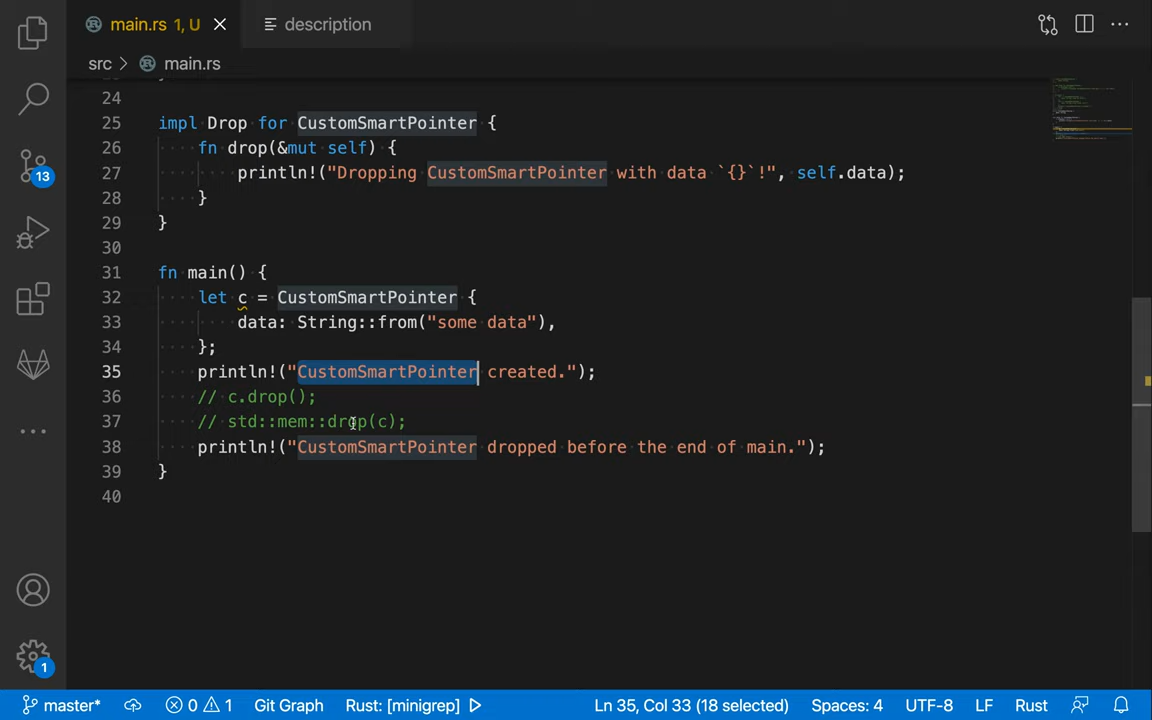 main.rs 1, U
description
src > main.rs
24
25 impl Drop for CustomSmartPointer {
26 fn drop(&mut self) {
27 println!("Dropping CustomSmartPointer with data `{}`!", self.data);
28 }
29 }
30
31 fn main() {
32 let c = CustomSmartPointer {
33 data: String::from("some data"),
34 };
35 println!("CustomSmartPointer created.");
36 // c.drop();
37 // std::mem::drop(c);
38 println!("CustomSmartPointer dropped before the end of main.");
39 }
40
13
1
master* 0 1 Git Graph Rust: [minigrep] Ln 35, Col 33 (18 selected) Spaces: 4 UTF-8 LF Rust